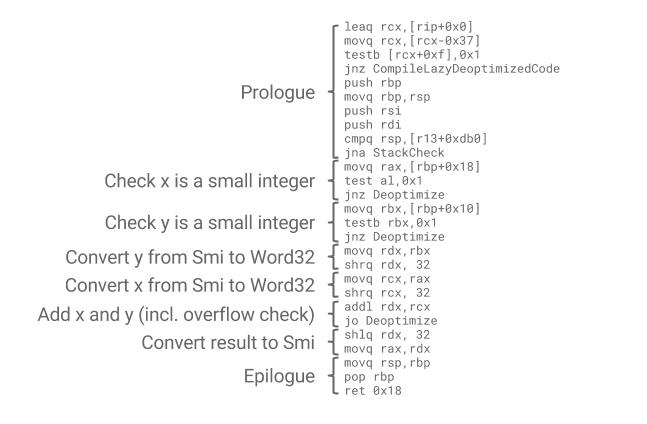 Prologue
leaq rcx,[rip+0x0]
movq rcx,[rcx-0x37]
testb [rcx+0xf],0x1
jnz CompileLazyDeoptimizedCode
push rbp
movq rbp,rsp
push rsi
push rdi
cmpq rsp,[r13+0xdb0]
jna StackCheck
Check x is a small integer
movq rax,[rbp+0x18]
test al,0x1
jnz Deoptimize
Check y is a small integer
movq rbx,[rbp+0x10]
testb rbx,0x1
jnz Deoptimize
Convert y from Smi to Word32
movq rdx,rbx
shrq rdx, 32
Convert x from Smi to Word32
movq rcx,rax
shrq rcx, 32
Add x and y (incl. overflow check)
addl rdx,rcx
jo Deoptimize
Convert result to Smi
shlq rdx, 32
movq rax,rdx
Epilogue
movq rsp,rbp
pop rbp
ret 0x18